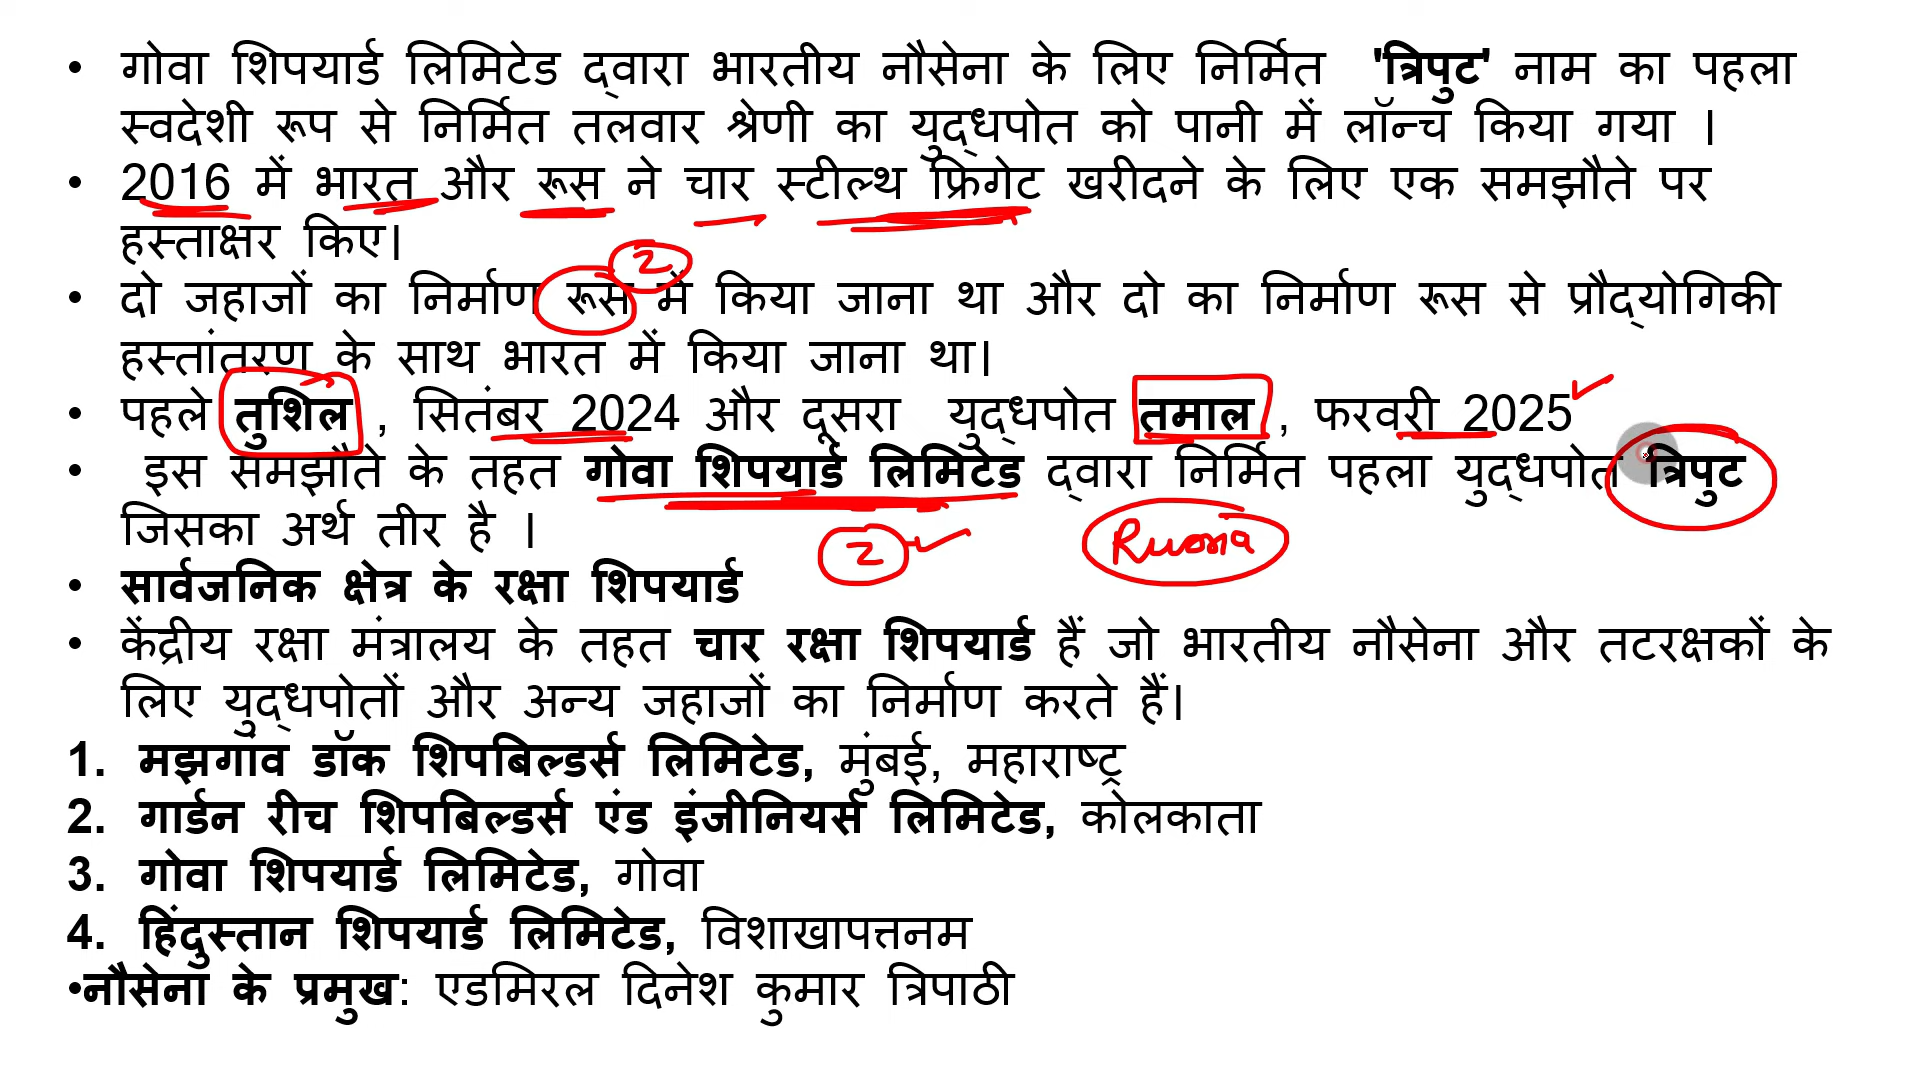 • गोवा शिपयार्ड लिमिटेड द्वारा भारतीय नौसेना के लिए निर्मित 'त्रिपुट' नाम का पहला
स्वदेशी रूप से निर्मित तलवार श्रेणी का युद्धपोत को पानी में लॉन्च किया गया ।
• 2016 में भारत और रूस ने चार स्टील्थ फ्रिगेट खरीदने के लिए एक समझौते पर
हस्ताक्षर किए।
2
• दो जहाजों का निर्माण रूस में किया जाना था और दो का निर्माण रूस से प्रौद्योगिकी
हस्तांतरण के साथ भारत में किया जाना था।
• पहले तुशिल , सितंबर 2024 और दूसरा युद्धपोत तमाल , फरवरी 2025
• इस समझौते के तहत गोवा शिपयार्ड लिमिटेड द्वारा निर्मित पहला युद्धपोत त्रिपुट
जिसका अर्थ तीर है ।
2 Russia
• सार्वजनिक क्षेत्र के रक्षा शिपयार्ड
• केंद्रीय रक्षा मंत्रालय के तहत चार रक्षा शिपयार्ड हैं जो भारतीय नौसेना और तटरक्षकों के
लिए युद्धपोतों और अन्य जहाजों का निर्माण करते हैं।
1. मझगांव डॉक शिपबिल्डर्स लिमिटेड, मुंबई, महाराष्ट्र
2. गार्डन रीच शिपबिल्डर्स एंड इंजीनियर्स लिमिटेड, कोलकाता
3. गोवा शिपयार्ड लिमिटेड, गोवा
4. हिंदुस्तान शिपयार्ड लिमिटेड, विशाखापत्तनम
•नौसेना के प्रमुख: एडमिरल दिनेश कुमार त्रिपाठी